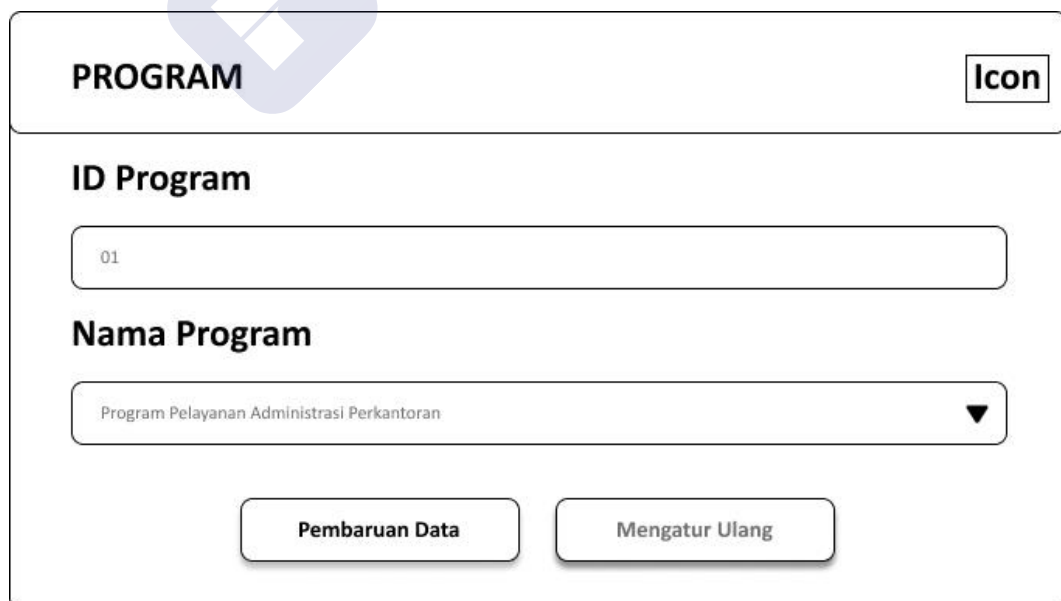 PROGRAM
Icon
ID Program
01
Nama Program
Program Pelayanan Administrasi Perkantoran
Pembaruan Data
Mengatur Ulang